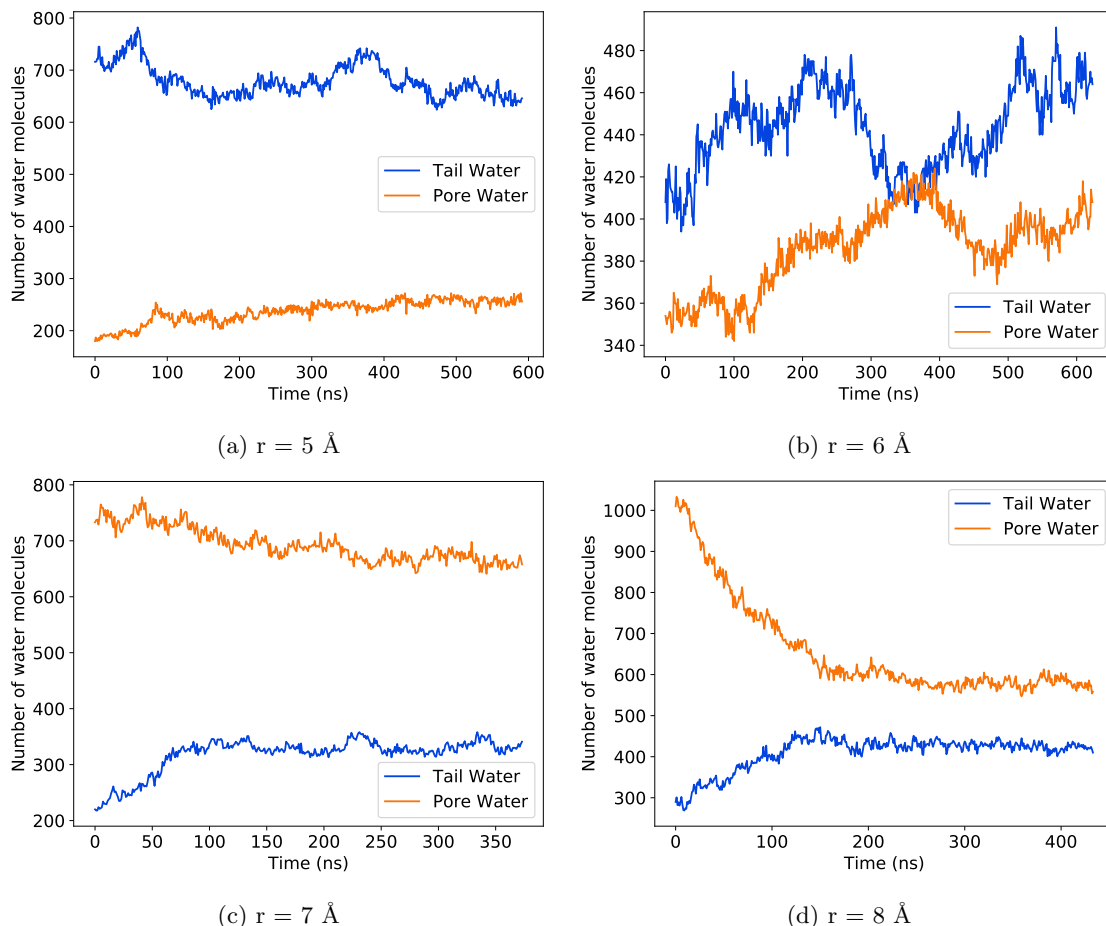 800
700
600
500
400
300
200
Number of water molecules
Tail Water
Pore Water
0 100 200 300 400 500 600
Time (ns)
(a) r = 5 Å
480
460
440
420
400
380
360
340
Number of water molecules
Tail Water
Pore Water
0 100 200 300 400 500 600
Time (ns)
(b) r = 6 Å
800
700
600
500
400
300
200
Number of water molecules
Tail Water
Pore Water
0 50 100 150 200 250 300 350
Time (ns)
(c) r = 7 Å
1000
900
800
700
600
500
400
300
Number of water molecules
Tail Water
Pore Water
0 100 200 300 400
Time (ns)
(d) r = 8 Å